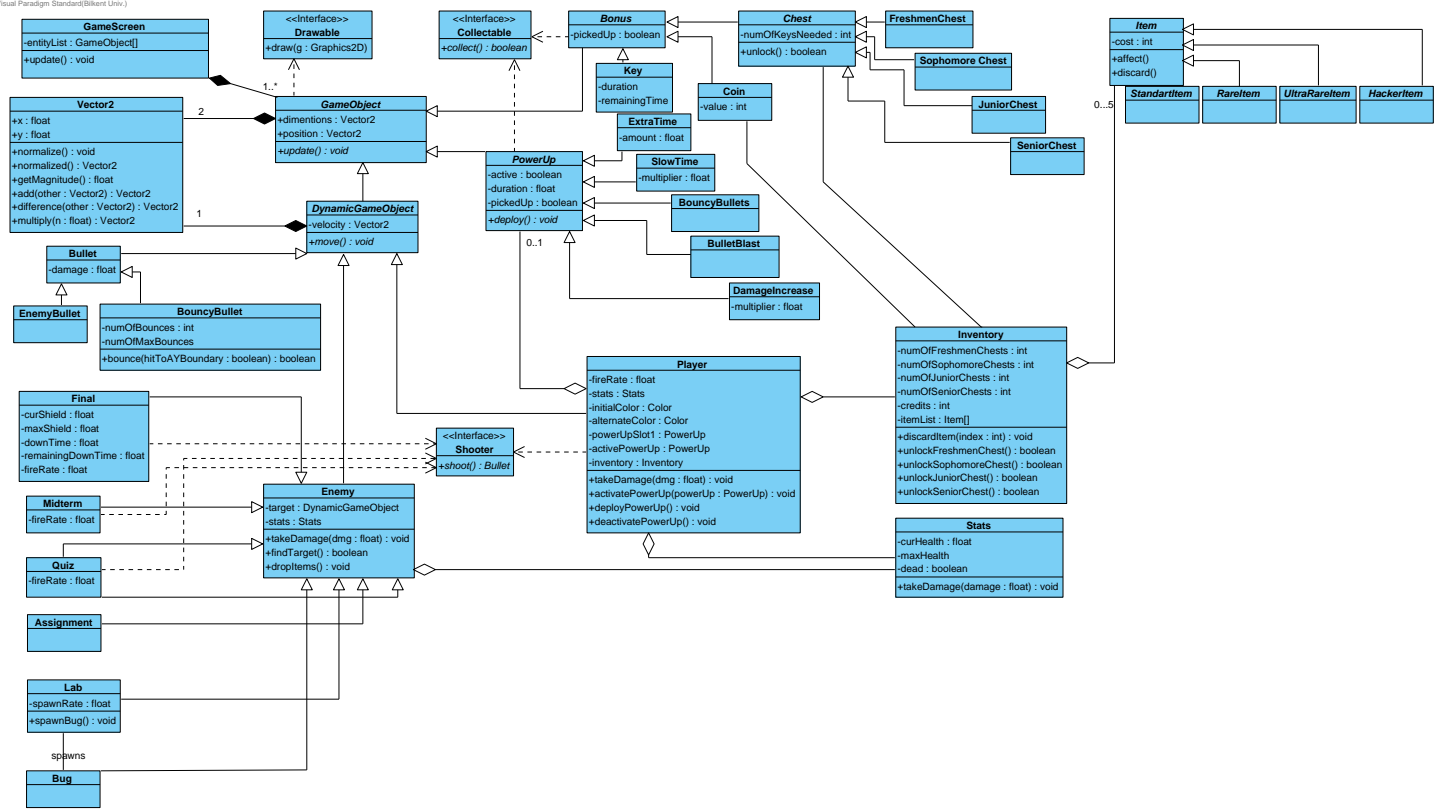 isual Paradigm Standard(Bilkent Univ.)
GameScreen
-entityList : GameObject[]
+update() : void
<<Interface>>
Drawable
+draw(g : Graphics2D)
<<Interface>>
Collectable
+collect() : boolean
Bonus
-pickedUp : boolean
Chest
-numOfKeysNeeded : int
+unlock() : boolean
FreshmenChest
Sophomore Chest
JuniorChest
SeniorChest
Item
-cost : int
+affect()
+discard()
StandartItem
RareItem
UltraRareItem
HackerItem
0...5
Key
-duration
-remainingTime
Coin
-value : int
1..*
2
Vector2
+x : float
+y : float
+normalize() : void
+normalized() : Vector2
+getMagnitude() : float
+add(other : Vector2) : Vector2
+difference(other : Vector2) : Vector2
+multiply(n : float) : Vector2
1
GameObject
+dimentions : Vector2
+position : Vector2
+update() : void
ExtraTime
-amount : float
PowerUp
-active : boolean
-duration : float
-pickedUp : boolean
+deploy() : void
0..1
SlowTime
-multiplier : float
BouncyBullets
BulletBlast
DamageIncrease
-multiplier : float
DynamicGameObject
-velocity : Vector2
+move() : void
Bullet
-damage : float
EnemyBullet
BouncyBullet
-numOfBounces : int
-numOfMaxBounces
+bounce(hitToAYBoundary : boolean) : boolean
Inventory
-numOfFreshmenChests : int
-numOfSophomoreChests : int
-numOfJuniorChests : int
-numOfSeniorChests : int
-credits : int
-itemList : Item[]
+discardItem(index : int) : void
+unlockFreshmenChest() : boolean
+unlockSophomoreChest() : boolean
+unlockJuniorChest() : boolean
+unlockSeniorChest() : boolean
Player
-fireRate : float
-stats : Stats
-initialColor : Color
-alternateColor : Color
-powerUpSlot1 : PowerUp
-activePowerUp : PowerUp
-inventory : Inventory
+takeDamage(dmg : float) : void
+activatePowerUp(powerUp : PowerUp) : void
+deployPowerUp() : void
+deactivatePowerUp() : void
Final
-curShield : float
-maxShield : float
-downTime : float
-remainingDownTime : float
-fireRate : float
<<Interface>>
Shooter
+shoot() : Bullet
Midterm
-fireRate : float
Enemy
-target : DynamicGameObject
-stats : Stats
+takeDamage(dmg : float) : void
+findTarget() : boolean
+dropItems() : void
Stats
-curHealth : float
-maxHealth
-dead : boolean
+takeDamage(damage : float) : void
Quiz
-fireRate : float
Assignment
Lab
-spawnRate : float
+spawnBug() : void
spawns
Bug